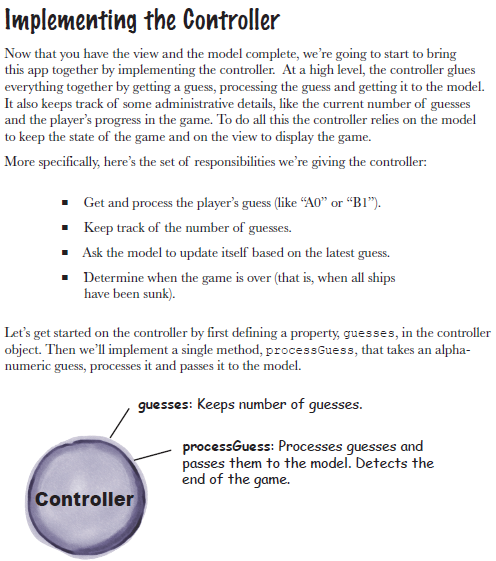 Implementing the Controller
Now that you have the view and the model complete, we're going to start to bring
this app together by implementing the controller. At a high level, the controller glues
everything together by getting a guess, processing the guess and getting it to the model.
It also keeps track of some administrative details, like the current number of guesses
and the player's progress in the game. To do all this the controller relies on the model
to keep the state of the game and on the view to display the game.
More specifically, here's the set of responsibilities we're giving the controller:
▪ Get and process the player's guess (like “A0” or “B1”).
▪ Keep track of the number of guesses.
▪ Ask the model to update itself based on the latest guess.
▪ Determine when the game is over (that is, when all ships
have been sunk).
Let's get started on the controller by first defining a property, guesses, in the controller
object. Then we'll implement a single method, processGuess, that takes an alpha-
numeric guess, processes it and passes it to the model.
guesses: Keeps number of guesses.
processGuess: Processes guesses and
passes them to the model. Detects the
end of the game.
Controller